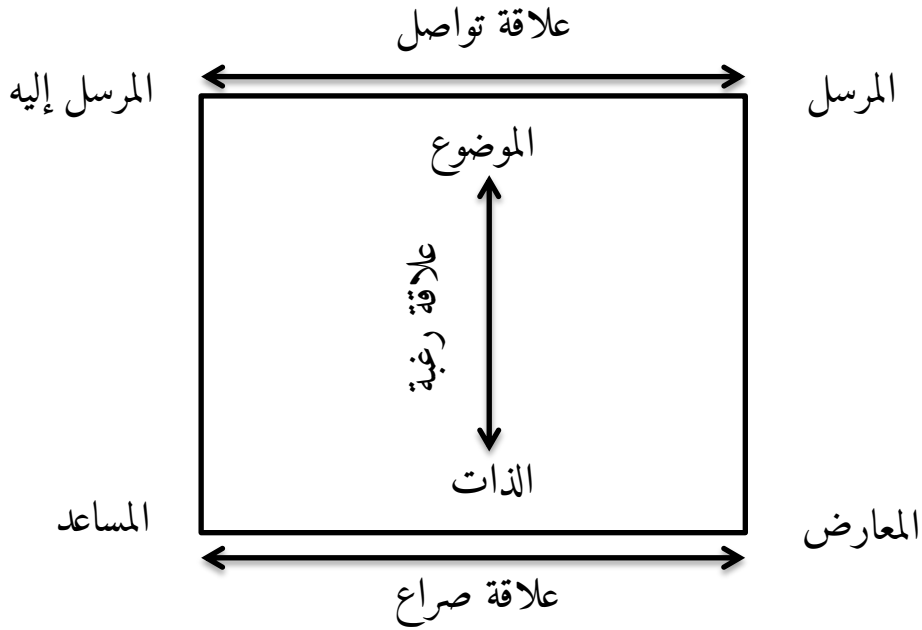 علاقة تواصل
المرسل
المرسل إليه
الموضوع
علاقة رغبة
الذات
المعارض
المساعد
علاقة صراع